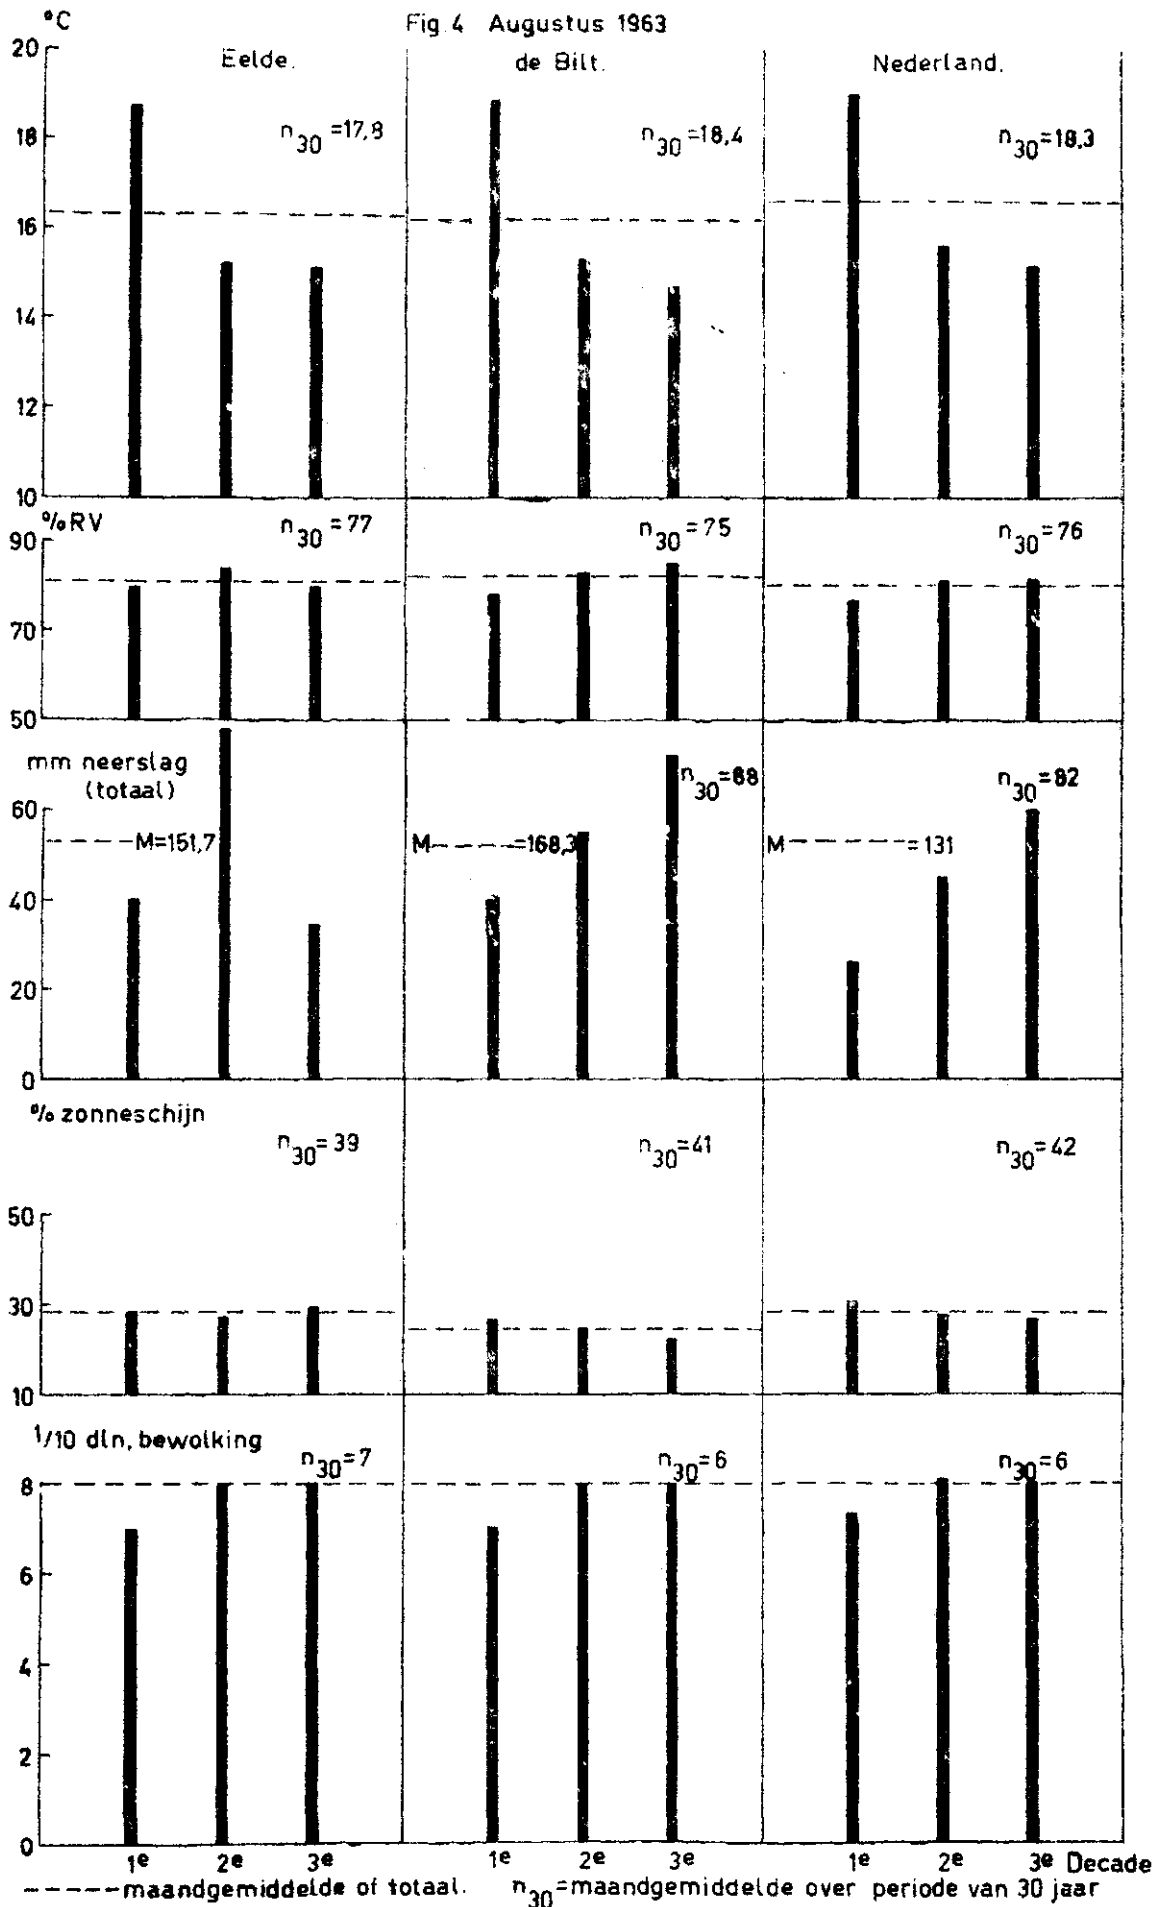 Fig. 4 Augustus 1963
°C
Eelde.
de Bilt.
Nederland.
20
18
16
14
12
10
n30=17,8
n30=18,4
n30=18,3
%RV
n30=77
n30=75
n30=76
90
70
50
mm neerslag
(totaal)
n30=88
n30=82
60
40
20
0
M=151,7
M =168,3
M =131
% zonneschijn
n30=39
n30=41
n30=42
50
30
10
1/10 dln, bewolking
n30=7
n30=6
n30=6
8
6
4
2
0
1e 2e 3e 1e 2e 3e 1e 2e 3e Decade
-----maandgemiddelde of totaal. n30=maandgemiddelde over periode van 30 jaar